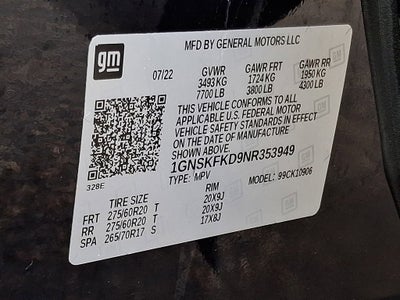 gm
MFD BY GENERAL MOTORS LLC
07/22 GVWR GAWR FRT GAWR RR
3493 KG 1724 KG 1950 KG
7700 LB 3800 LB 4300 LB
THIS VEHICLE CONFORMS TO ALL
APPLICABLE U.S. FEDERAL MOTOR
VEHICLE SAFETY STANDARDS IN EFFECT
ON THE DATE OF MANUFACTURE
SHOWN ABOVE.
1GNSKFKD9NR353949
328E TYPE: MPV MODEL: 99CK10906
TIRE SIZE RIM
FRT 275/60R20 T 20X9J
RR 275/60R20 T 20X9J
SPA 265/70R17 S 17X8J